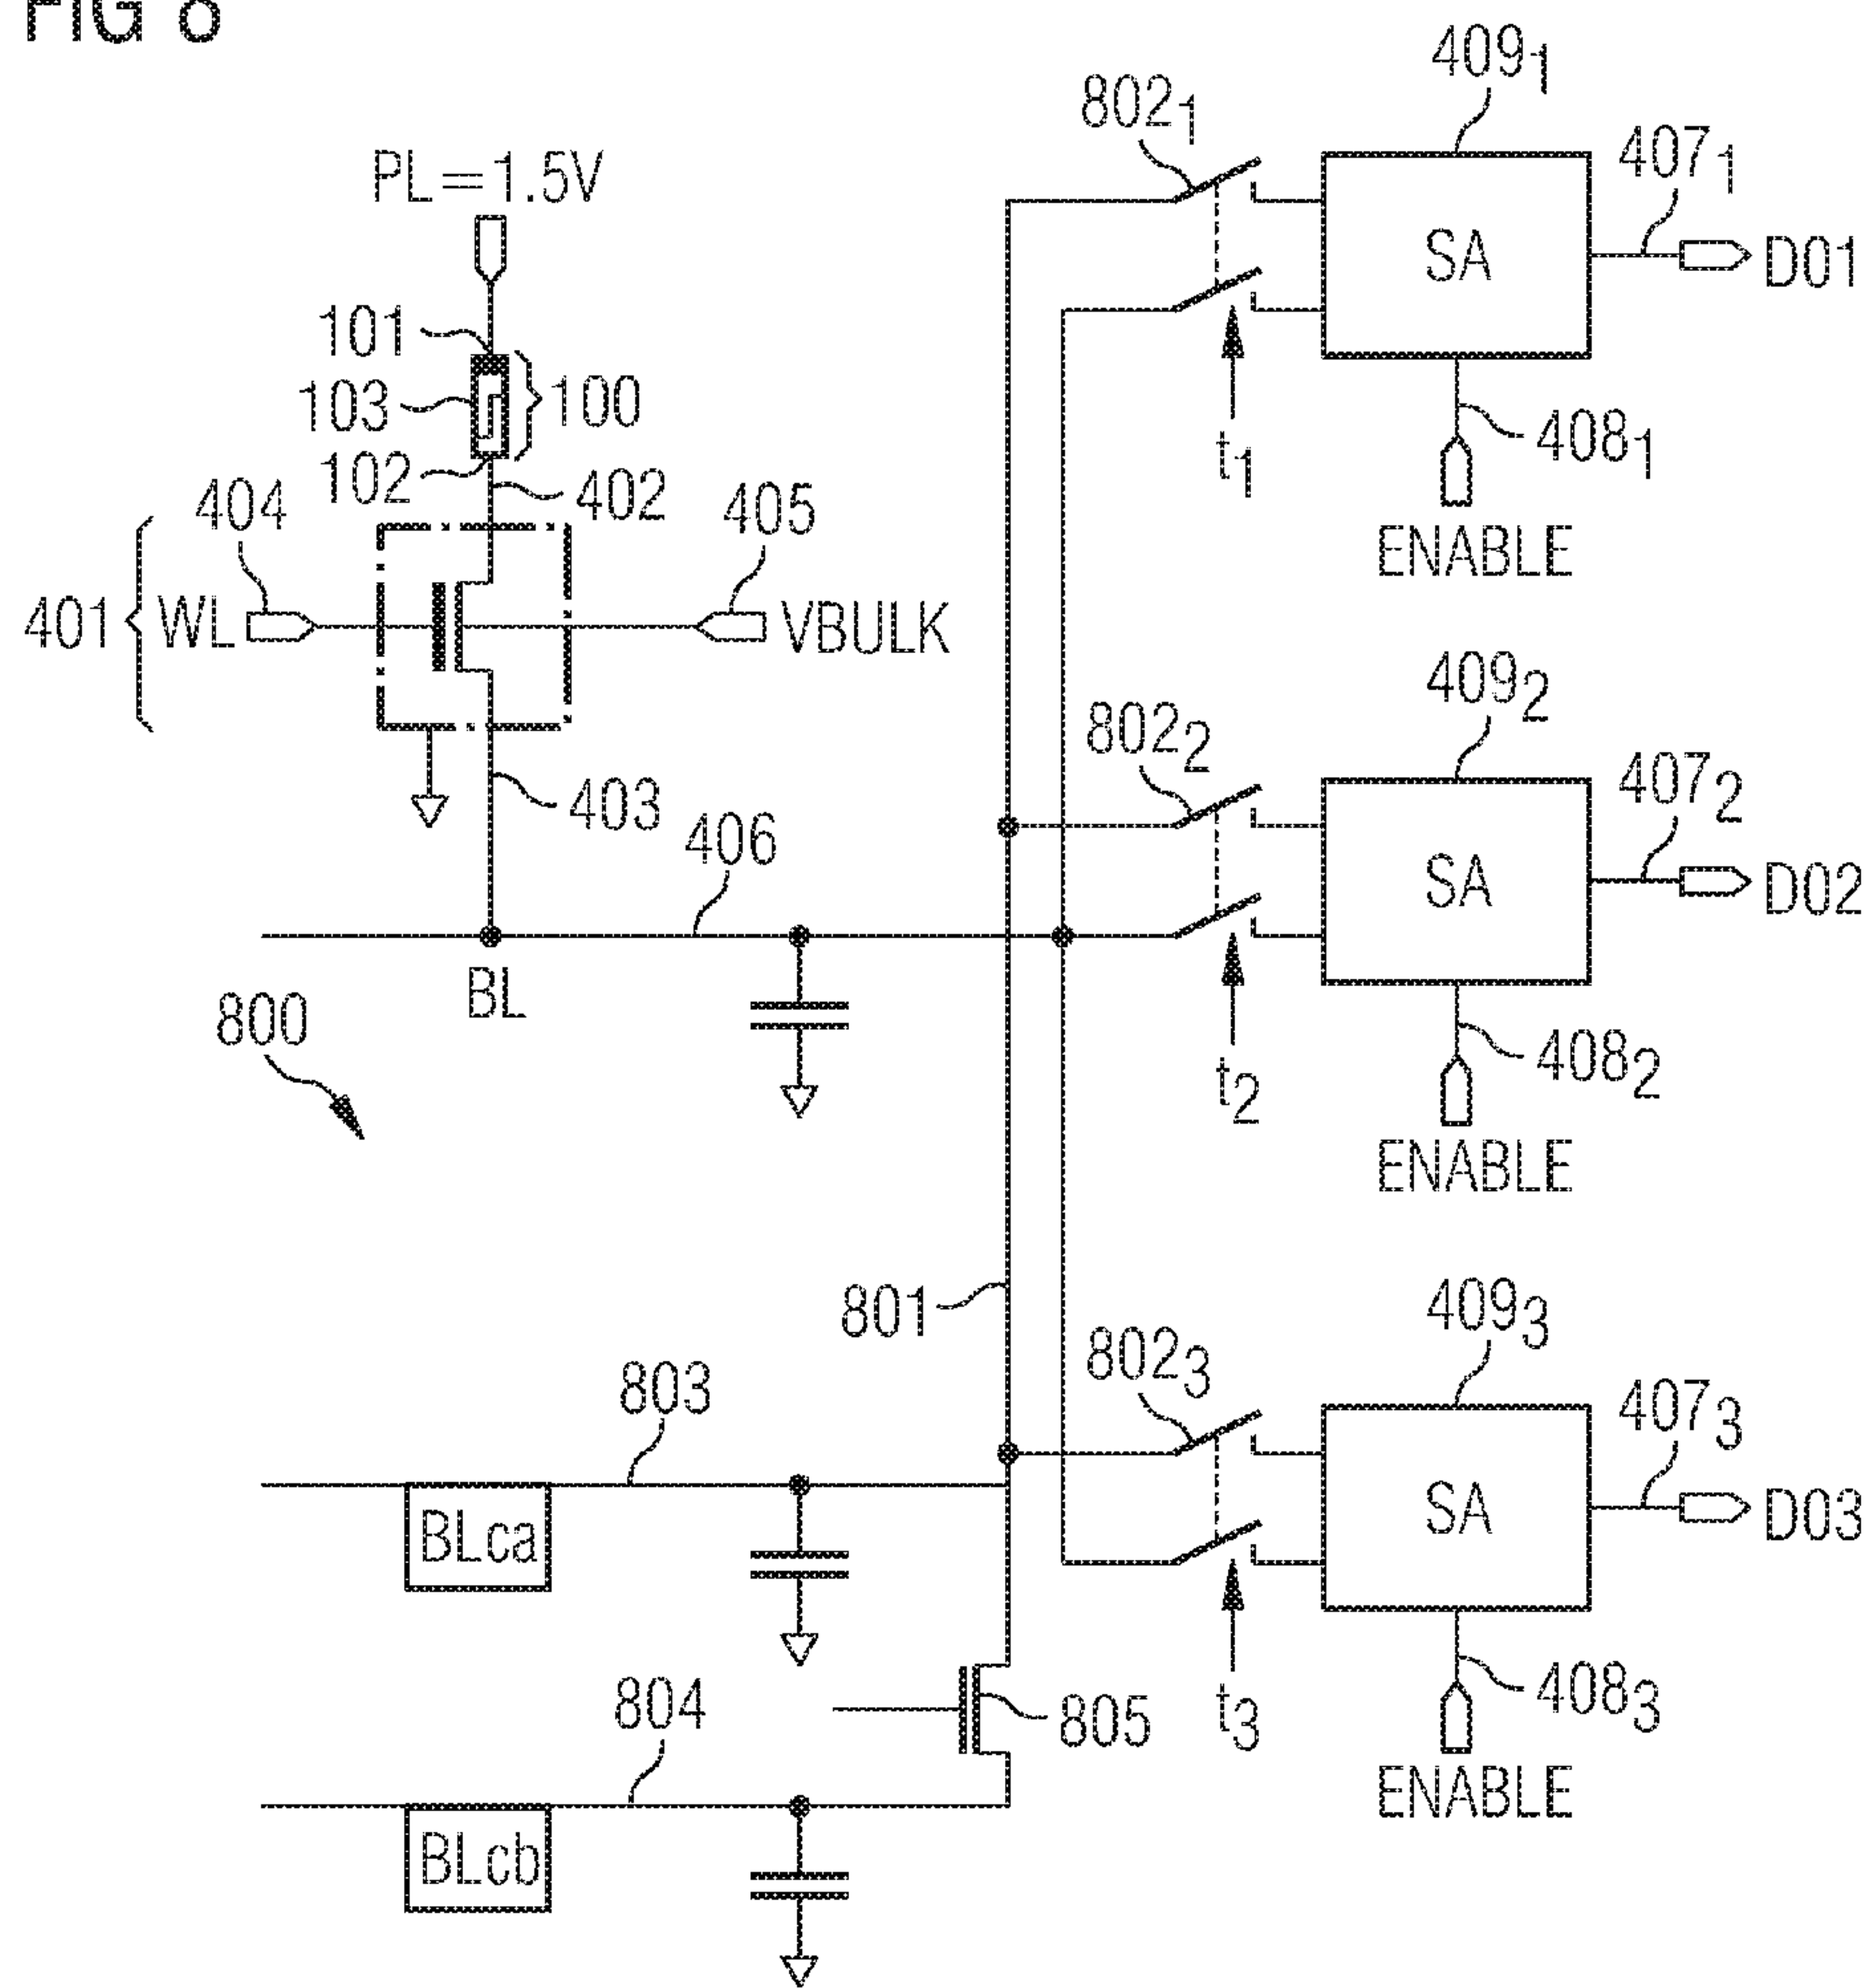 FIG 8
409₁
802₁
407₁
PL=1.5V
SA
D01
101
103
100
102
402
t₁
408₁
404
405
ENABLE
401
WL
VBULK
409₂
802₂
407₂
403
406
SA
D02
BL
800
408₂
t₂
ENABLE
801
409₃
802₃
803
407₃
BLca
SA
D03
804
805
t₃
408₃
ENABLE
BLcb